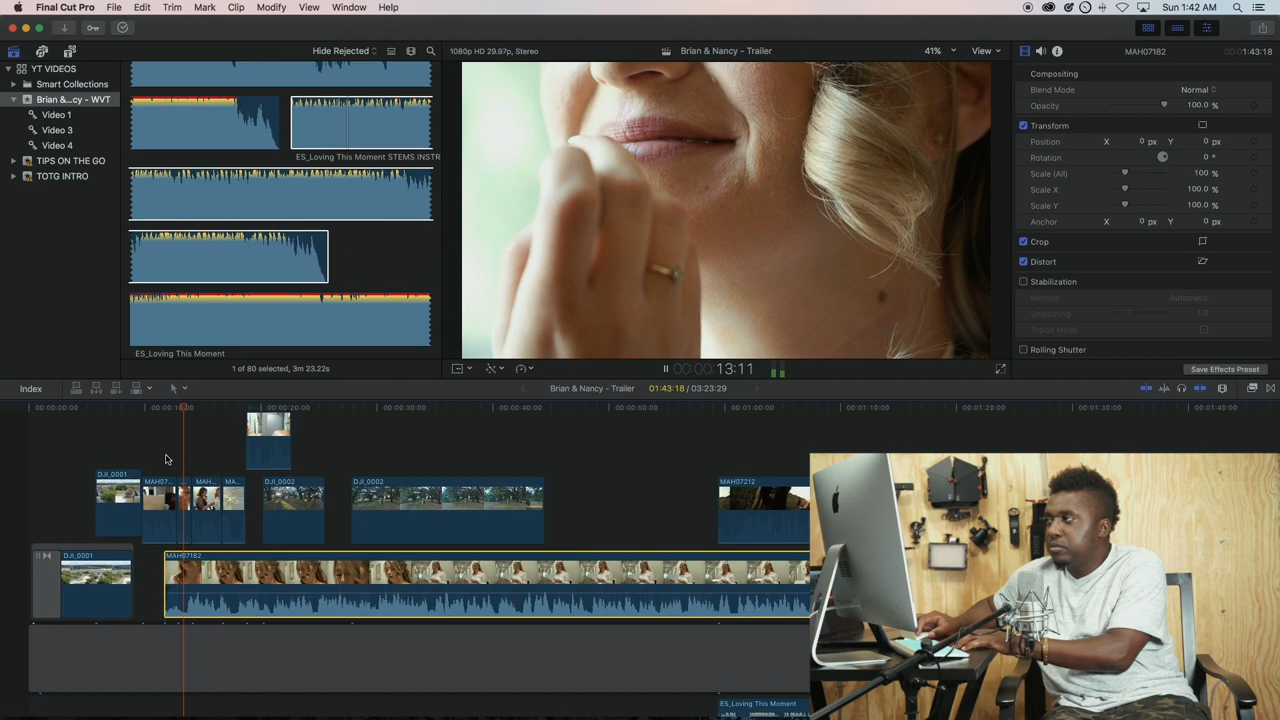 Final Cut Pro File Edit Trim Mark Clip Modify View Window Help
Sun 1:42 AM
Hide Rejected
1080p HD 29.97p, Stereo
Brian & Nancy - Trailer
41%
View
MAH07182
00:01:43:18
YT VIDEOS
Smart Collections
Brian &...cy - WVT
Video 1
Video 3
Video 4
TIPS ON THE GO
TOTG INTRO
ES_Loving This Moment STEMS INSTR
ES_Loving This Moment
1 of 80 selected, 3m 23.22s
Compositing
Blend Mode Normal
Opacity 100.0 %
Transform
Position X 0 px Y 0 px
Rotation 0 °
Scale (All) 100 %
Scale X 100.0 %
Scale Y 100.0 %
Anchor X 0 px Y 0 px
Crop
Distort
Stabilization
Method Automatic
Smoothing 1.0
Tripod Mode
Rolling Shutter
Save Effects Preset
00:00:13:11
Index
Brian & Nancy - Trailer
01:43:18 / 03:23:29
00:00:00:00 00:00:10:00 00:00:20:00 00:00:30:00 00:00:40:00 00:00:50:00 00:01:00:00 00:01:10:00 00:01:20:00 00:01:30:00 00:01:40:00
DJI_0001
MAH07...
MAH...
MA...
DJI_0002
DJI_0002
MAH07212
DJI_0001
MAH07182
ES_Loving This Moment